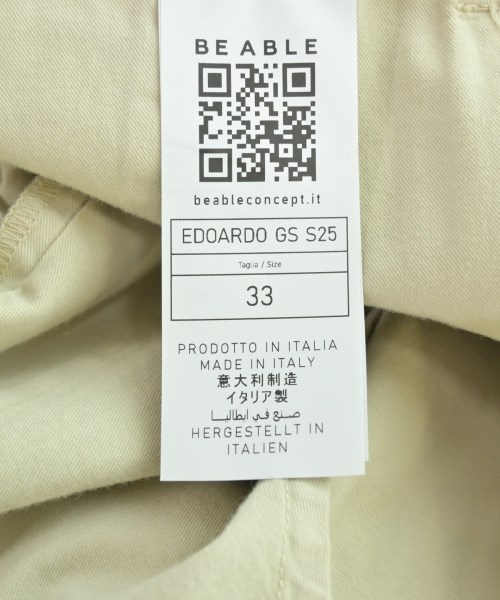 BE ABLE
beableconcept.it
EDOARDO GS S25
Taglia / Size
33
PRODOTTO IN ITALIA
MADE IN ITALY
意大利制造
イタリア製
صنع في ايطاليا
HERGESTELLT IN
ITALIEN